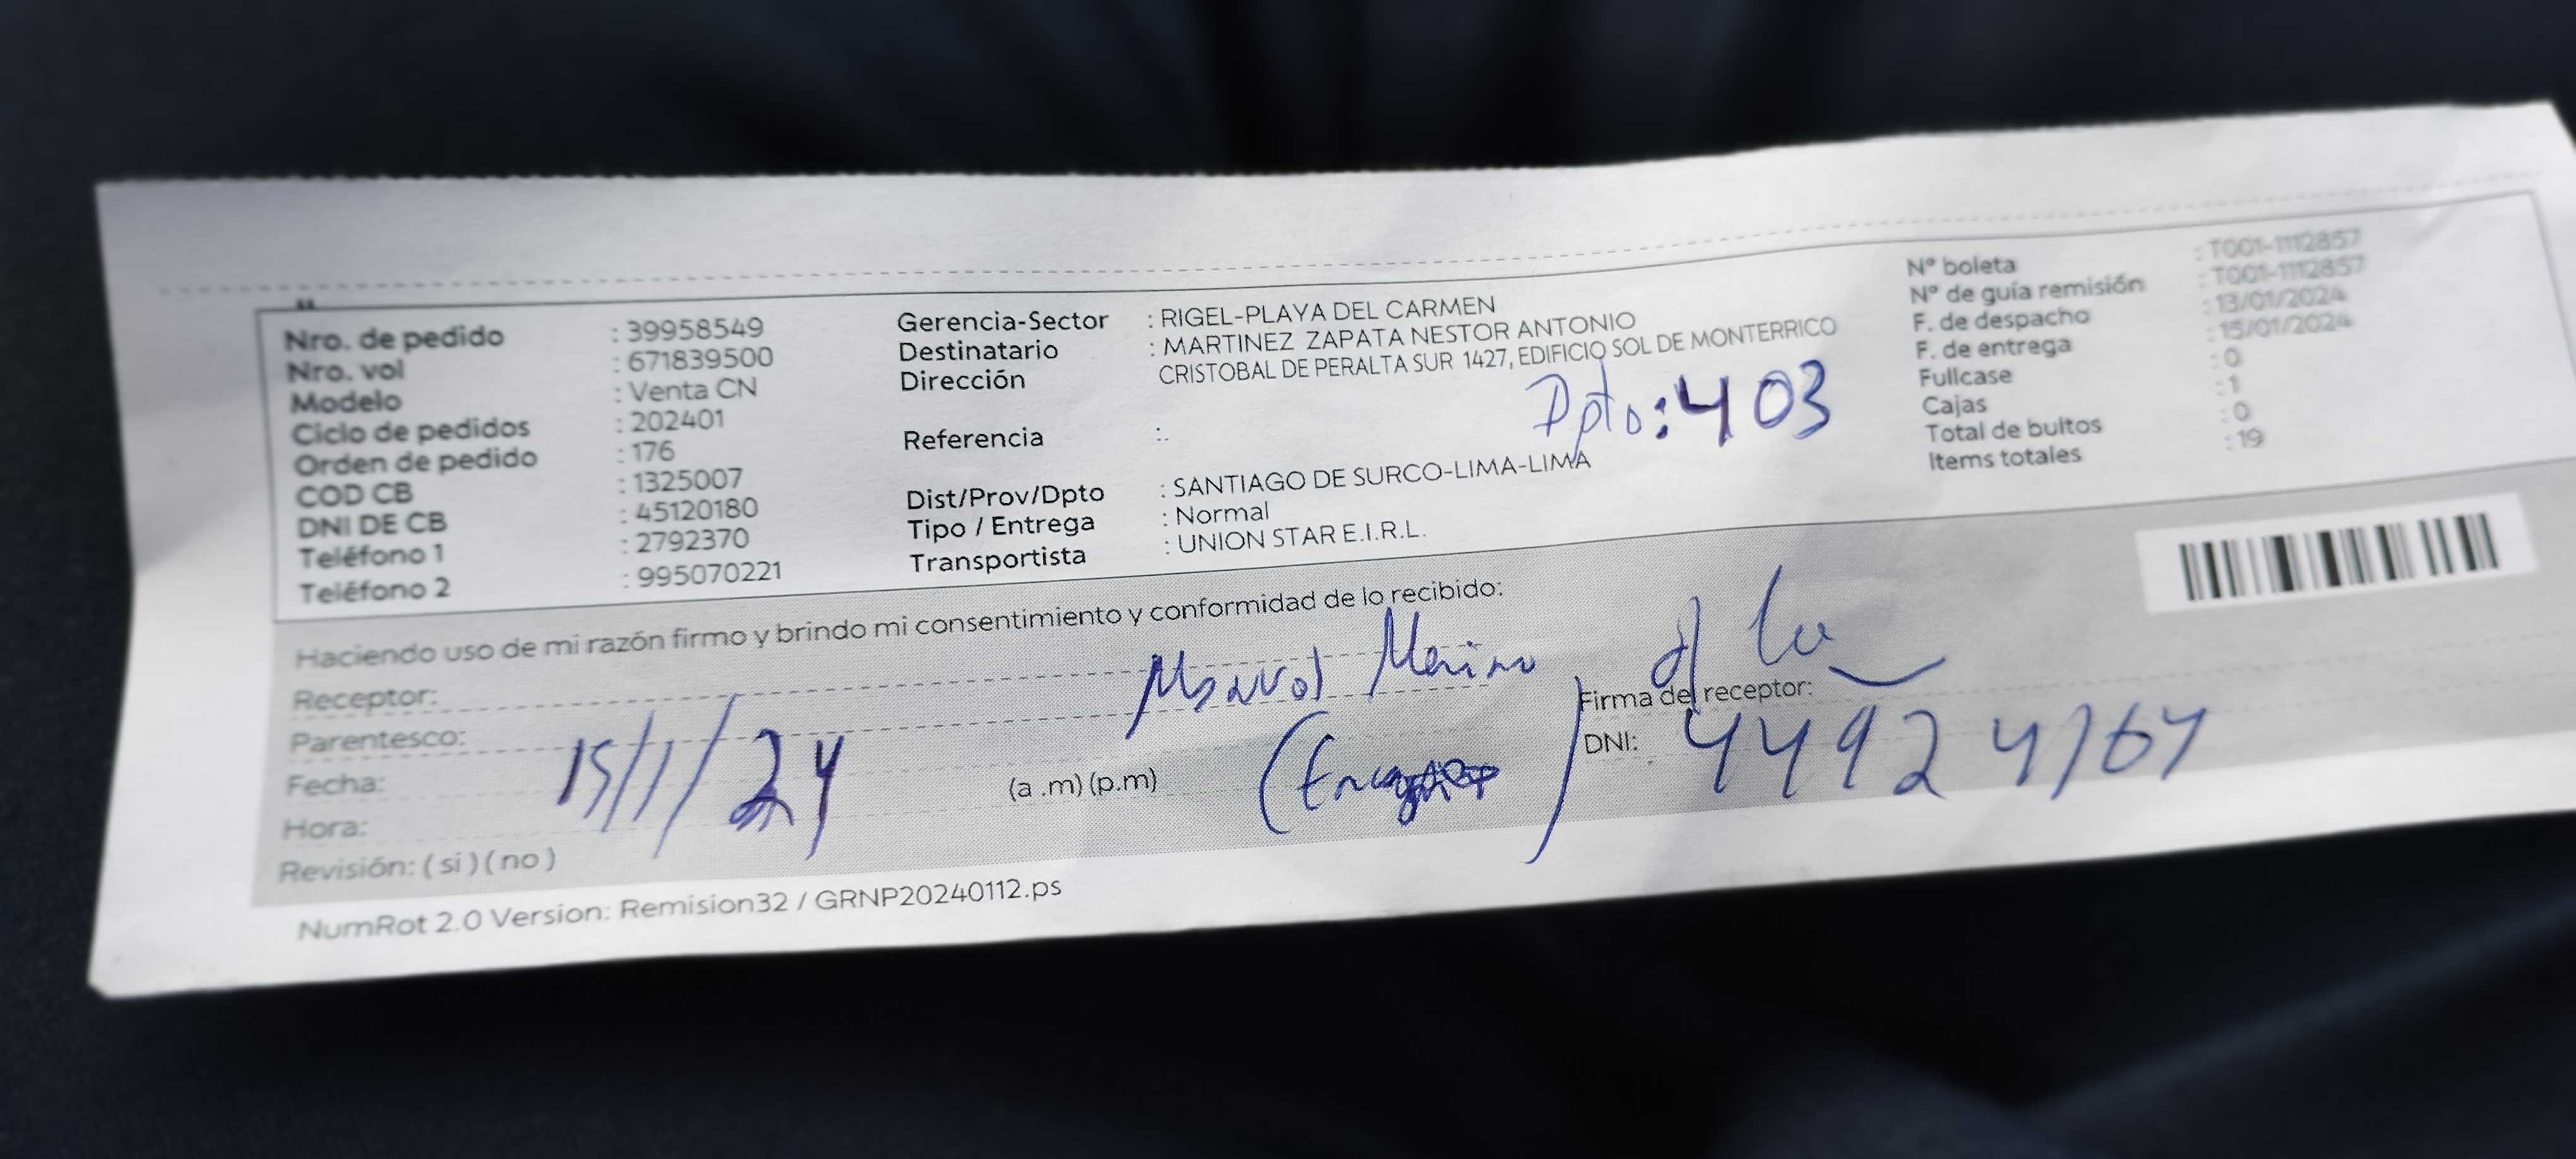 Nro. de pedido : 39958549
Nro. vol : 671839500
Modelo : Venta CN
Ciclo de pedidos : 202401
Orden de pedido : 176
COD CB : 1325007
DNI DE CB : 45120180
Teléfono 1 : 2792370
Teléfono 2 : 995070221
Gerencia-Sector : RIGEL-PLAYA DEL CARMEN
Destinatario : MARTINEZ ZAPATA NESTOR ANTONIO
Dirección CRISTOBAL DE PERALTA SUR 1427, EDIFICIO SOL DE MONTERRICO
Dpto: 403
Referencia :.
Dist/Prov/Dpto : SANTIAGO DE SURCO-LIMA-LIMA
Tipo / Entrega : Normal
Transportista : UNION STAR E.I.R.L.
N° boleta : T001-1112857
N° de guía remisión : T001-1112857
F. de despacho : 13/01/2024
F. de entrega : 15/01/2024
Fullcase : 0
Cajas : 1
Total de bultos : 0
Items totales : 19
Haciendo uso de mi razón firmo y brindo mi consentimiento y conformidad de lo recibido:
Receptor: Merino
Firma del receptor:
Parentesco:
DNI: 44924764
Fecha: 15/1/24
Hora: (a .m) (p.m)
Revisión: ( si ) ( no )
NumRot 2.0 Version: Remision32 / GRNP20240112.ps